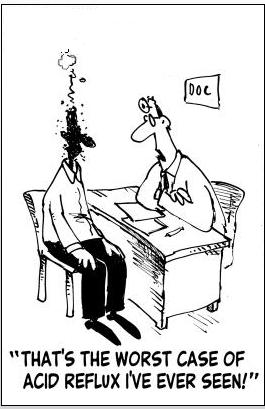 DOC
"THAT'S THE WORST CASE OF
ACID REFLUX I'VE EVER SEEN!"